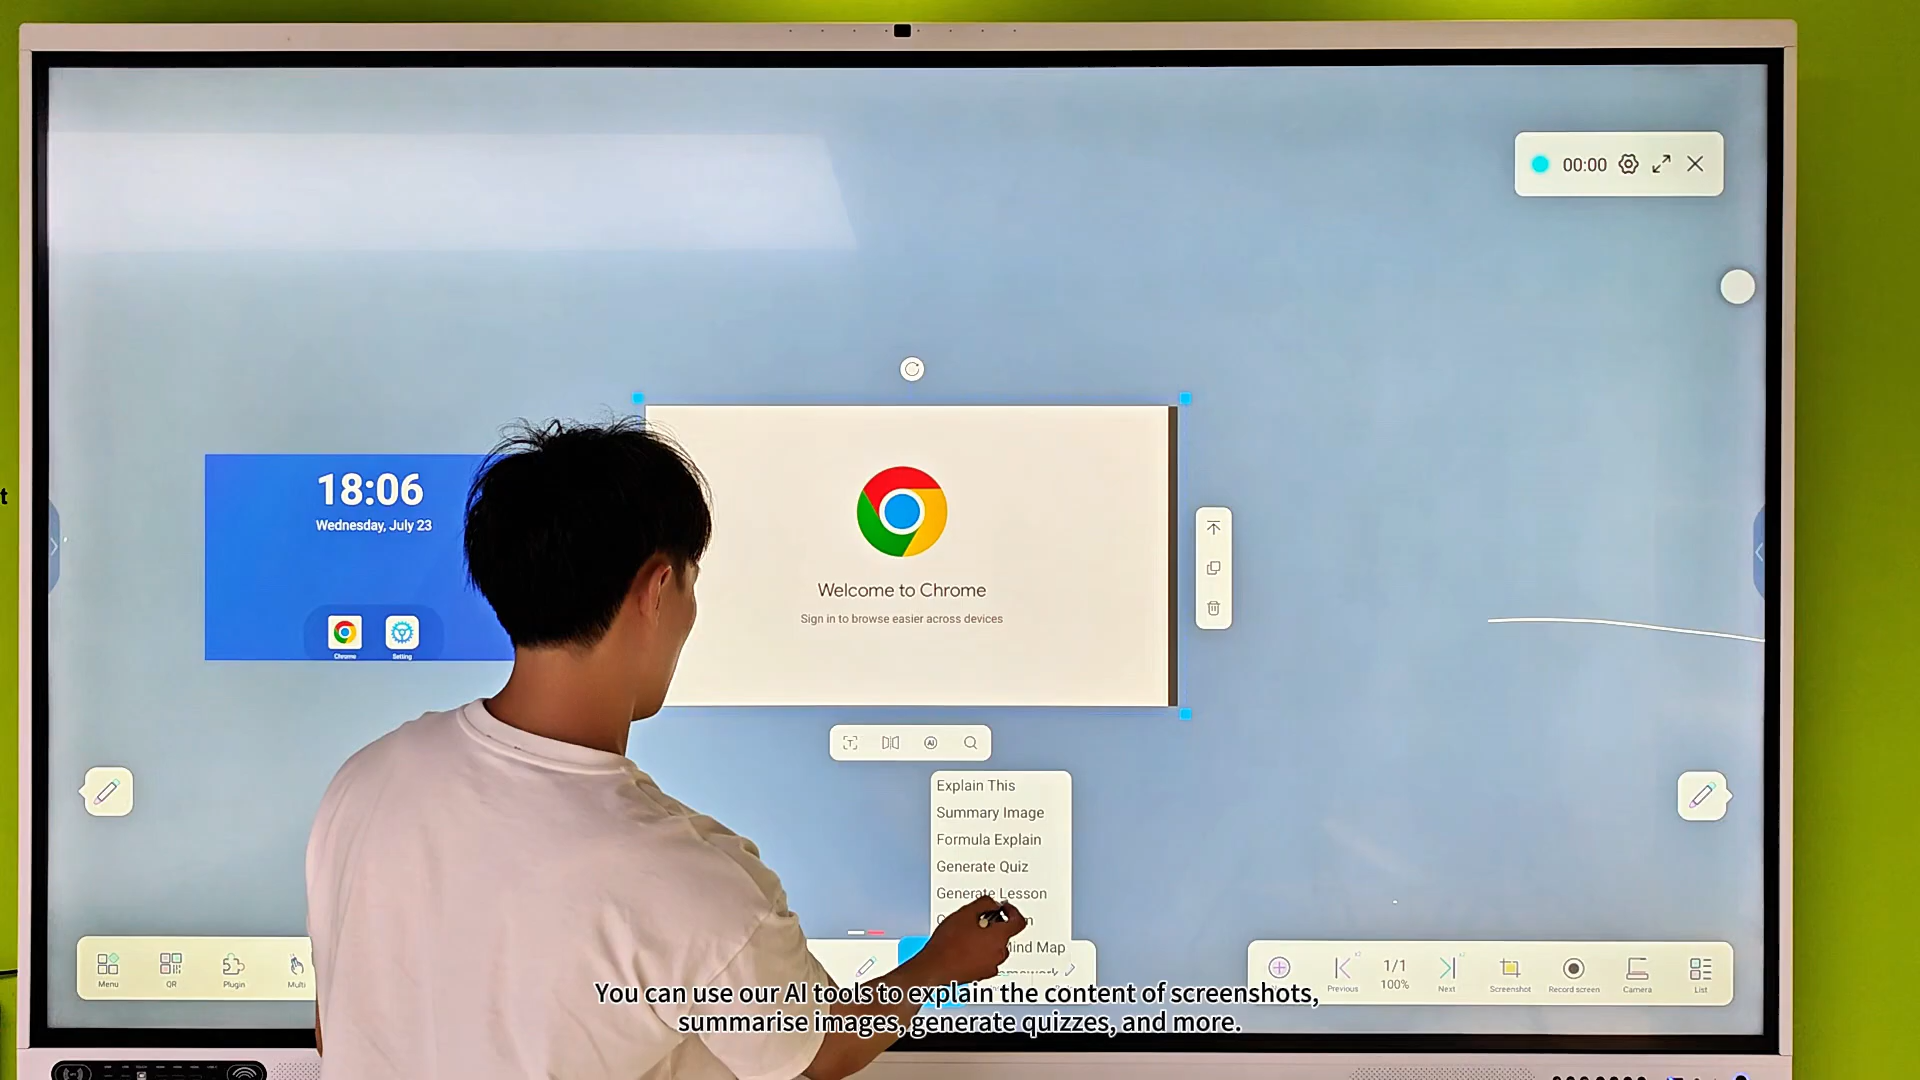 00:00
t
18:06
Wednesday, July 23
Chrome
Setting
Welcome to Chrome
Sign in to browse easier across devices
T
AI
Explain This
Summary Image
Formula Explain
Generate Quiz
Generate Lesson
Mind Map
Menu
QR
Plugin
Multi
Previous
1/1
100%
Next
Screenshot
Record screen
Camera
List
You can use our AI tools to explain the content of screenshots,
summarise images, generate quizzes, and more.